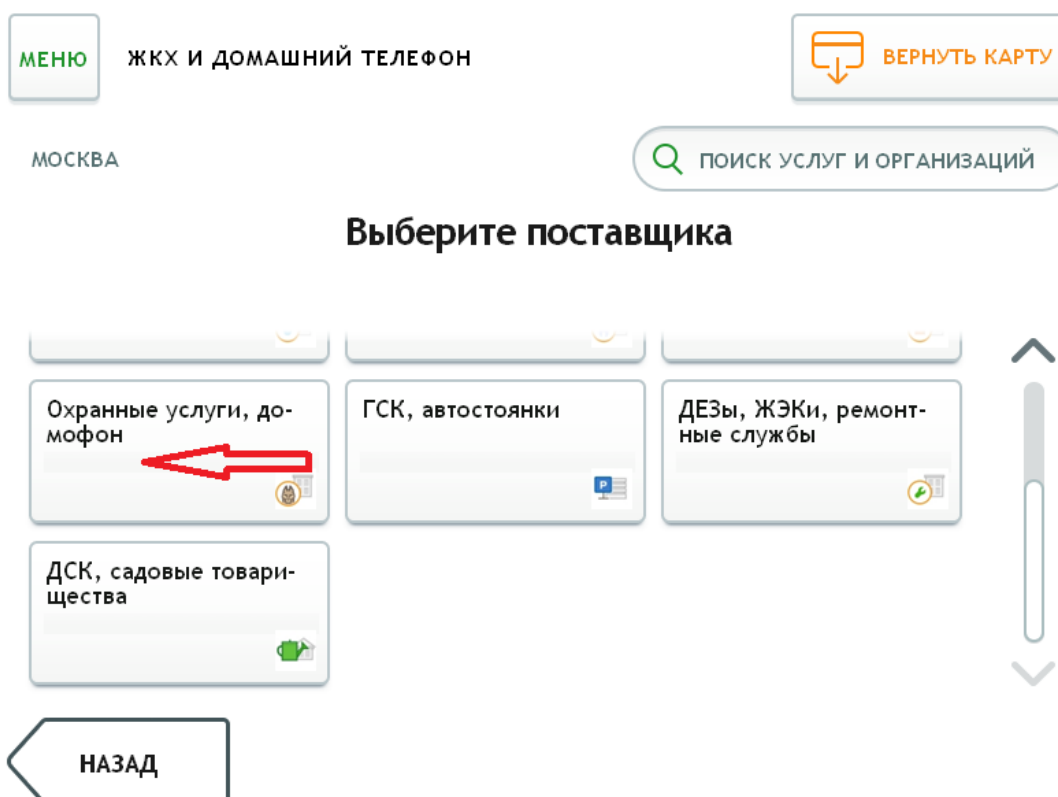 МЕНЮ
ЖКХ И ДОМАШНИЙ ТЕЛЕФОН
ВЕРНУТЬ КАРТУ
МОСКВА
ПОИСК УСЛУГ И ОРГАНИЗАЦИЙ
Выберите поставщика
Охранные услуги, до-
мофон
ГСК, автостоянки
P
ДЕЗы, ЖЭКи, ремонт-
ные службы
ДСК, садовые товари-
щества
НАЗАД